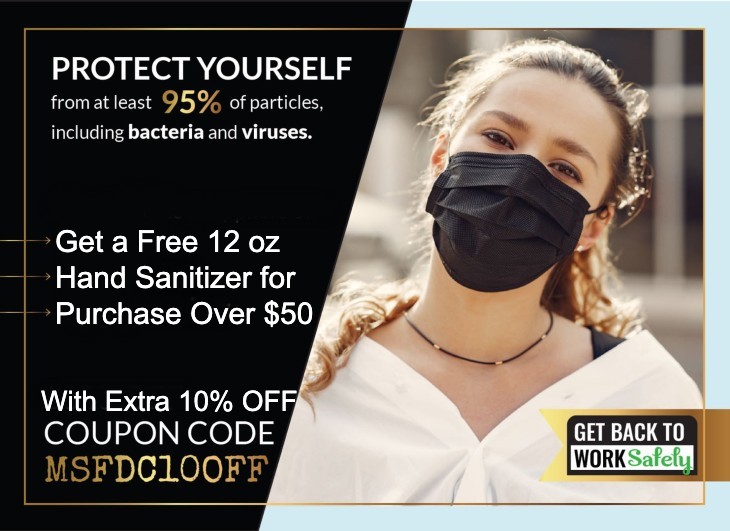 PROTECT YOURSELF
from at least 95% of particles,
including bacteria and viruses.
Get a Free 12 oz
Hand Sanitizer for
Purchase Over $50
With Extra 10% OFF
COUPON CODE
MSFDC10OFF
GET BACK TO
WORK Safely